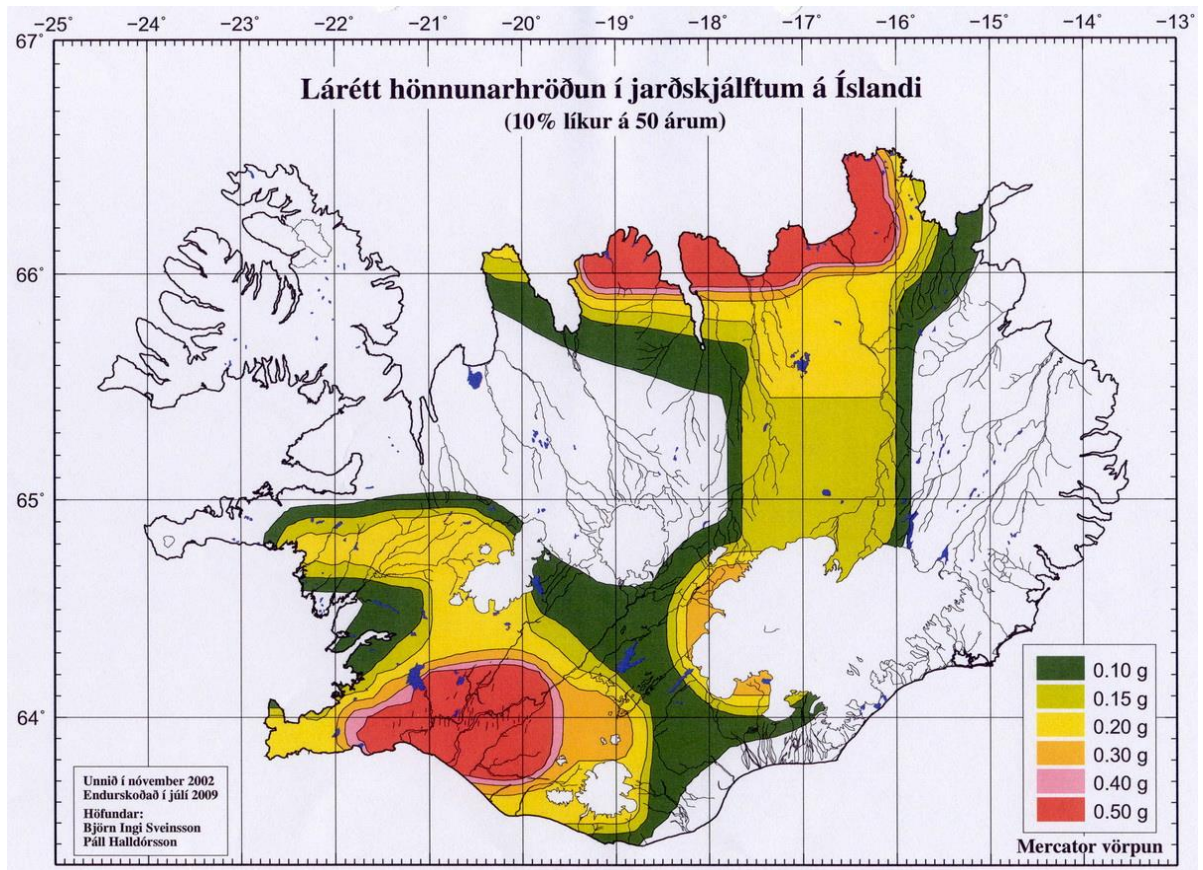 −25 −24 −23 −22 −21 −20 −19 −18 −17 −16 −15 −14 −13
67°
Lárétt hönnunarhröðun í jarðskjálftum á Íslandi
(10% líkur á 50 árum)
66°
65°
64°
0.10 g
0.15 g
0.20 g
0.30 g
0.40 g
0.50 g
Unnið í nóvember 2002
Endurskoðað í júlí 2009
Höfundar:
Björn Ingi Sveinsson
Páll Halldórsson
Mercator vörpun